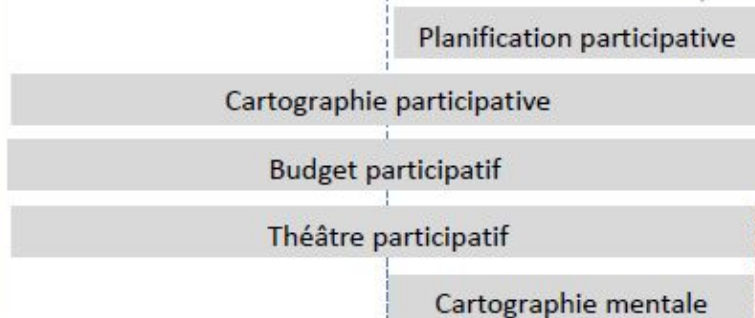 Planification participative
Cartographie participative
Budget participatif
Théâtre participatif
Cartographie mentale